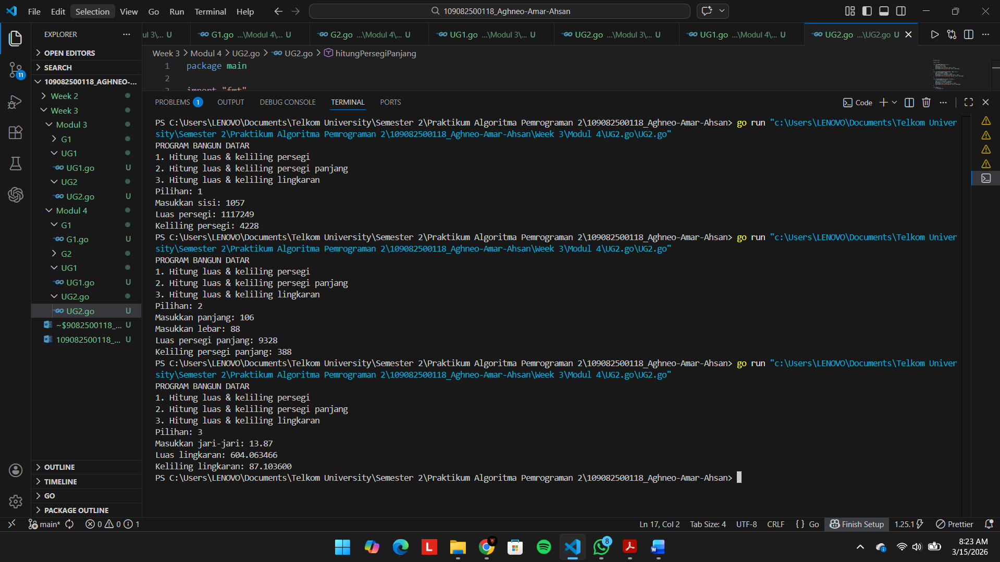 File Edit Selection View Go Run Terminal Help
109082500118_Aghneo-Amar-Ahsan
EXPLORER
ul 3\... U
G1.go ...\Modul 4\... U
G2.go ...\Modul 4\... U
UG1.go ...\Modul 3\... U
UG2.go ...\Modul 3\... U
UG1.go ...\Modul 4\... U
UG2.go ...\UG2.go U
OPEN EDITORS
SEARCH
109082500118_AGHNEO-...
Week 2
Week 3
Modul 3
G1
UG1
UG1.go U
UG2
UG2.go U
Modul 4
G1
G1.go U
G2
UG1
UG1.go U
UG2.go
UG2.go U
~$9082500118_... U
109082500118_... U
OUTLINE
TIMELINE
GO
PACKAGE OUTLINE
11
Week 3 > Modul 4 > UG2.go > UG2.go > hitungPersegiPanjang
1 package main
2
3 import "fmt"
PROBLEMS 1 OUTPUT DEBUG CONSOLE TERMINAL PORTS
Code
PS C:\Users\LENOVO\Documents\Telkom University\Semester 2\Praktikum Algoritma Pemrograman 2\109082500118_Aghneo-Amar-Ahsan> go run "c:\Users\LENOVO\Documents\Telkom Univer
sity\Semester 2\Praktikum Algoritma Pemrograman 2\109082500118_Aghneo-Amar-Ahsan\Week 3\Modul 4\UG2.go\UG2.go"
PROGRAM BANGUN DATAR
1. Hitung luas & keliling persegi
2. Hitung luas & keliling persegi panjang
3. Hitung luas & keliling lingkaran
Pilihan: 1
Masukkan sisi: 1057
Luas persegi: 1117249
Keliling persegi: 4228
PS C:\Users\LENOVO\Documents\Telkom University\Semester 2\Praktikum Algoritma Pemrograman 2\109082500118_Aghneo-Amar-Ahsan> go run "c:\Users\LENOVO\Documents\Telkom Univer
sity\Semester 2\Praktikum Algoritma Pemrograman 2\109082500118_Aghneo-Amar-Ahsan\Week 3\Modul 4\UG2.go\UG2.go"
PROGRAM BANGUN DATAR
1. Hitung luas & keliling persegi
2. Hitung luas & keliling persegi panjang
3. Hitung luas & keliling lingkaran
Pilihan: 2
Masukkan panjang: 106
Masukkan lebar: 88
Luas persegi panjang: 9328
Keliling persegi panjang: 388
PS C:\Users\LENOVO\Documents\Telkom University\Semester 2\Praktikum Algoritma Pemrograman 2\109082500118_Aghneo-Amar-Ahsan> go run "c:\Users\LENOVO\Documents\Telkom Univer
sity\Semester 2\Praktikum Algoritma Pemrograman 2\109082500118_Aghneo-Amar-Ahsan\Week 3\Modul 4\UG2.go\UG2.go"
PROGRAM BANGUN DATAR
1. Hitung luas & keliling persegi
2. Hitung luas & keliling persegi panjang
3. Hitung luas & keliling lingkaran
Pilihan: 3
Masukkan jari-jari: 13.87
Luas lingkaran: 604.063466
Keliling lingkaran: 87.103600
PS C:\Users\LENOVO\Documents\Telkom University\Semester 2\Praktikum Algoritma Pemrograman 2\109082500118_Aghneo-Amar-Ahsan>
main* 0 0 1
Ln 17, Col 2 Tab Size: 4 UTF-8 CRLF {} Go Finish Setup 1.25.1 Prettier
L
8
8:23 AM
3/15/2026